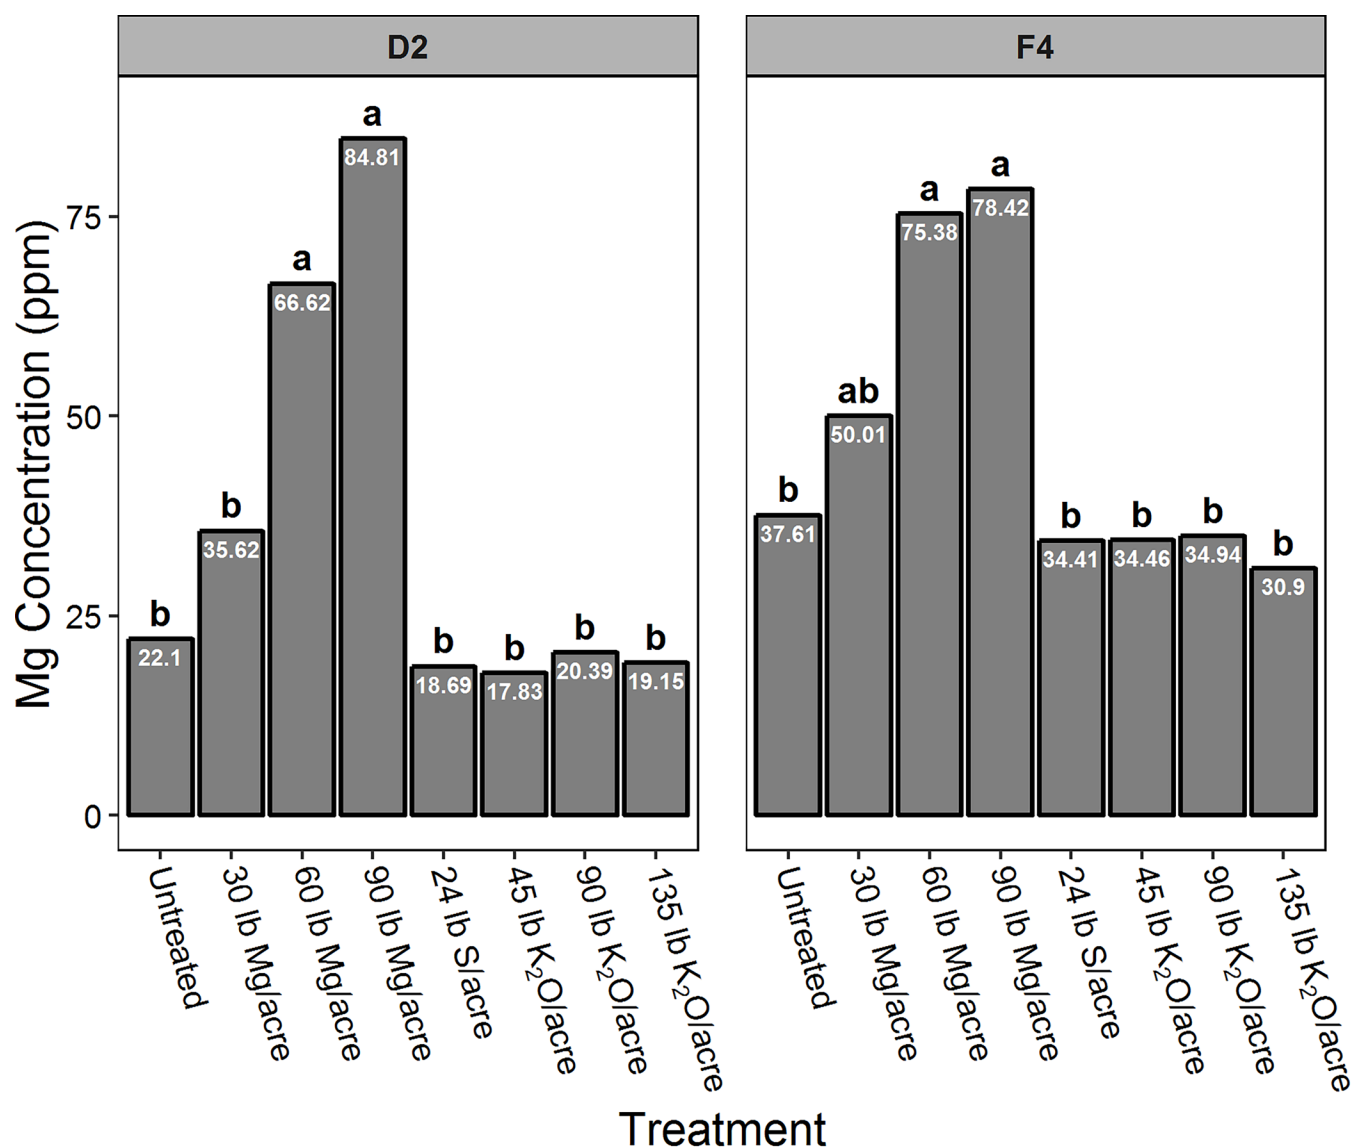 D2
F4
Mg Concentration (ppm)
75
50
25
0
b
22.1
b
35.62
a
66.62
a
84.81
b
18.69
b
17.83
b
20.39
b
19.15
b
37.61
ab
50.01
a
75.38
a
78.42
b
34.41
b
34.46
b
34.94
b
30.9
Untreated
30 lb Mg/acre
60 lb Mg/acre
90 lb Mg/acre
24 lb S/acre
45 lb K₂O/acre
90 lb K₂O/acre
135 lb K₂O/acre
Untreated
30 lb Mg/acre
60 lb Mg/acre
90 lb Mg/acre
24 lb S/acre
45 lb K₂O/acre
90 lb K₂O/acre
135 lb K₂O/acre
Treatment